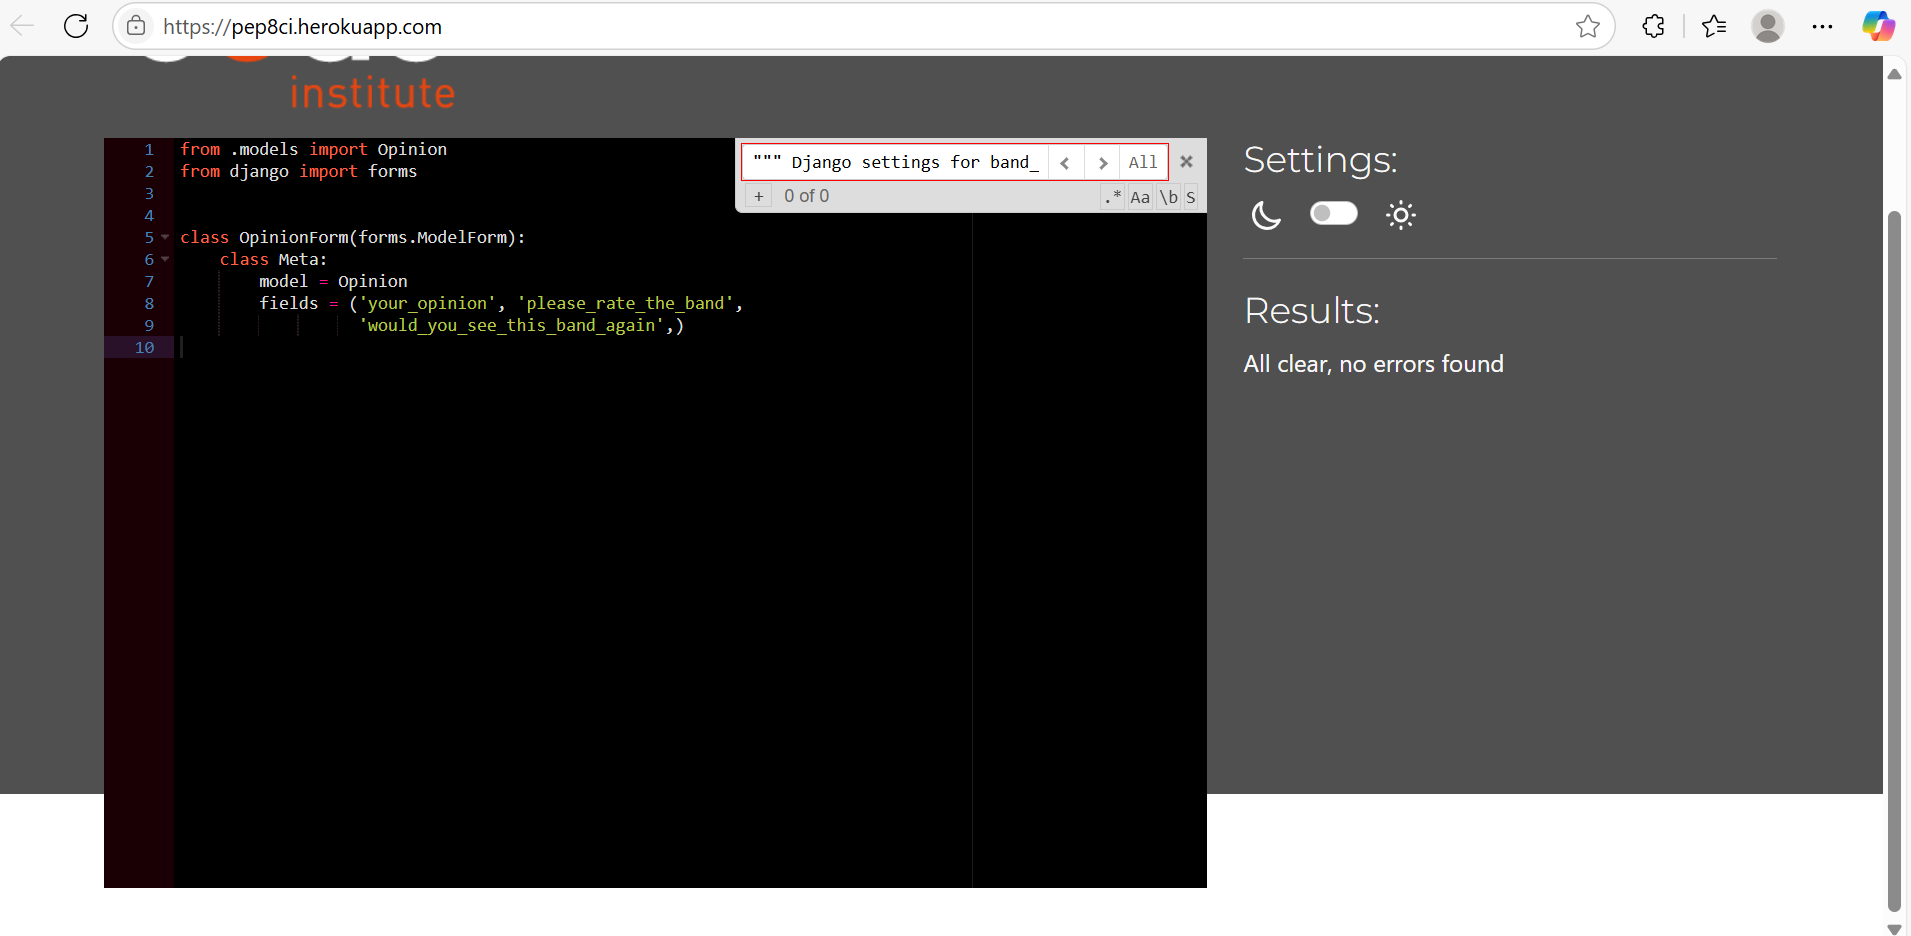 https://pep8ci.herokuapp.com
institute
1 from .models import Opinion
2 from django import forms
3
4
5 class OpinionForm(forms.ModelForm):
6     class Meta:
7         model = Opinion
8         fields = ('your_opinion', 'please_rate_the_band',
9                   'would_you_see_this_band_again',)
10
""" Django settings for band_
All
+ 0 of 0 .* Aa \b S
Settings:
Results:
All clear, no errors found